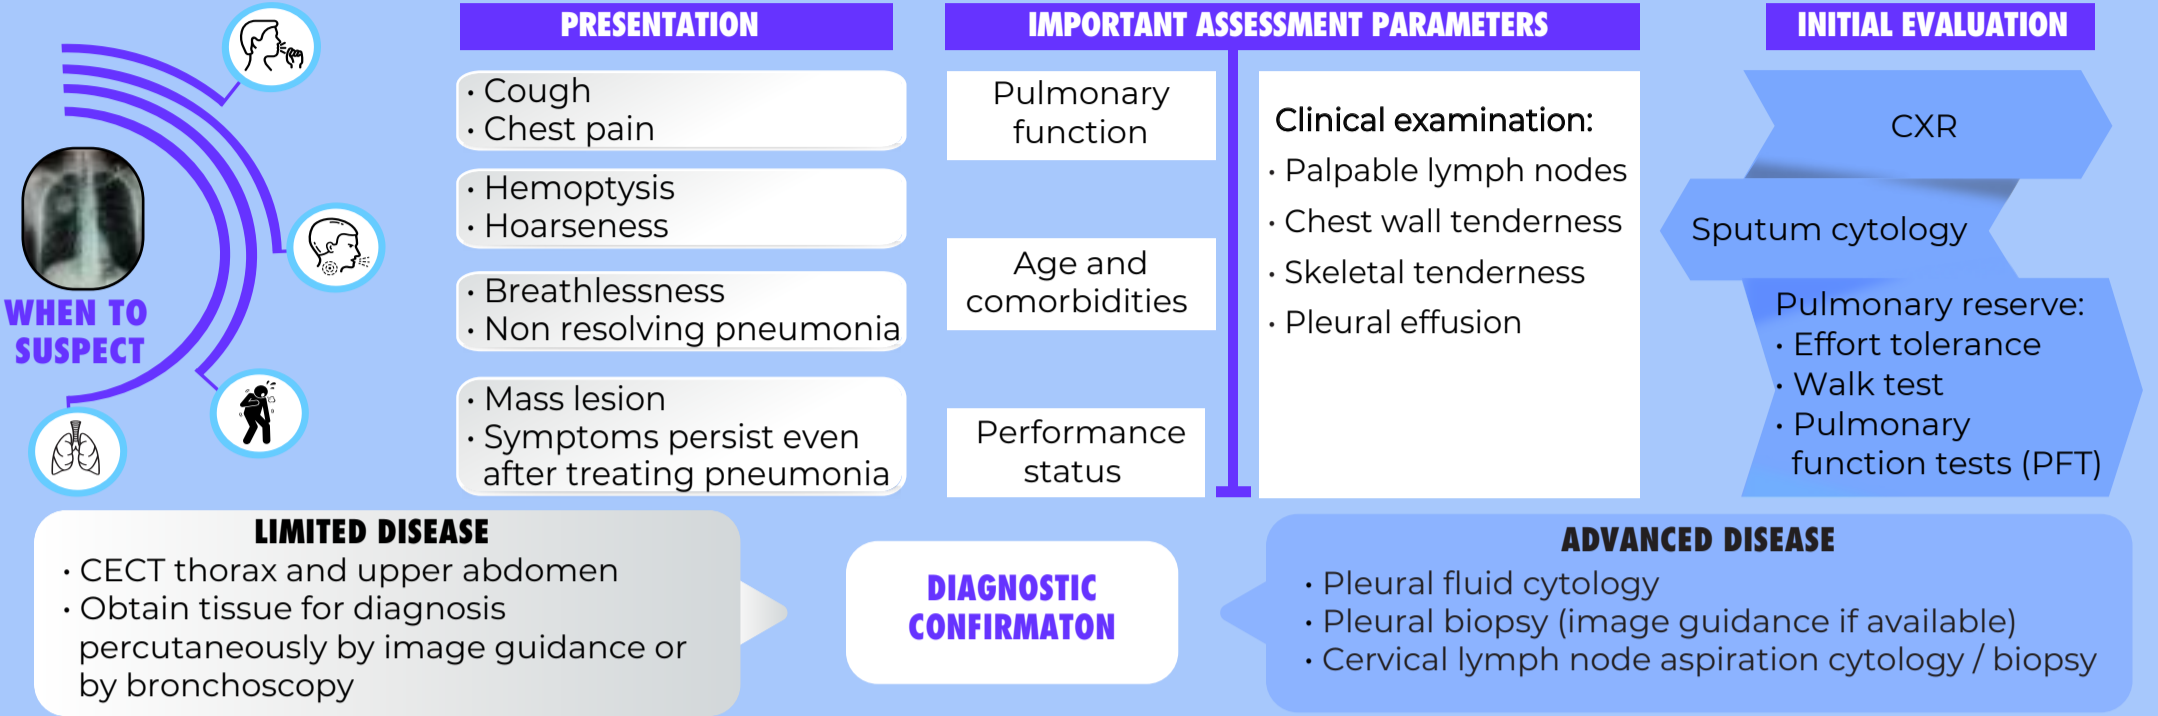 WHEN TO
SUSPECT
PRESENTATION
• Cough
• Chest pain
• Hemoptysis
• Hoarseness
• Breathlessness
• Non resolving pneumonia
• Mass lesion
• Symptoms persist even
after treating pneumonia
IMPORTANT ASSESSMENT PARAMETERS
Pulmonary
function
Age and
comorbidities
Performance
status
Clinical examination:
• Palpable lymph nodes
• Chest wall tenderness
• Skeletal tenderness
• Pleural effusion
INITIAL EVALUATION
CXR
Sputum cytology
Pulmonary reserve:
• Effort tolerance
• Walk test
• Pulmonary
function tests (PFT)
LIMITED DISEASE
• CECT thorax and upper abdomen
• Obtain tissue for diagnosis
percutaneously by image guidance or
by bronchoscopy
DIAGNOSTIC
CONFIRMATON
ADVANCED DISEASE
• Pleural fluid cytology
• Pleural biopsy (image guidance if available)
• Cervical lymph node aspiration cytology / biopsy